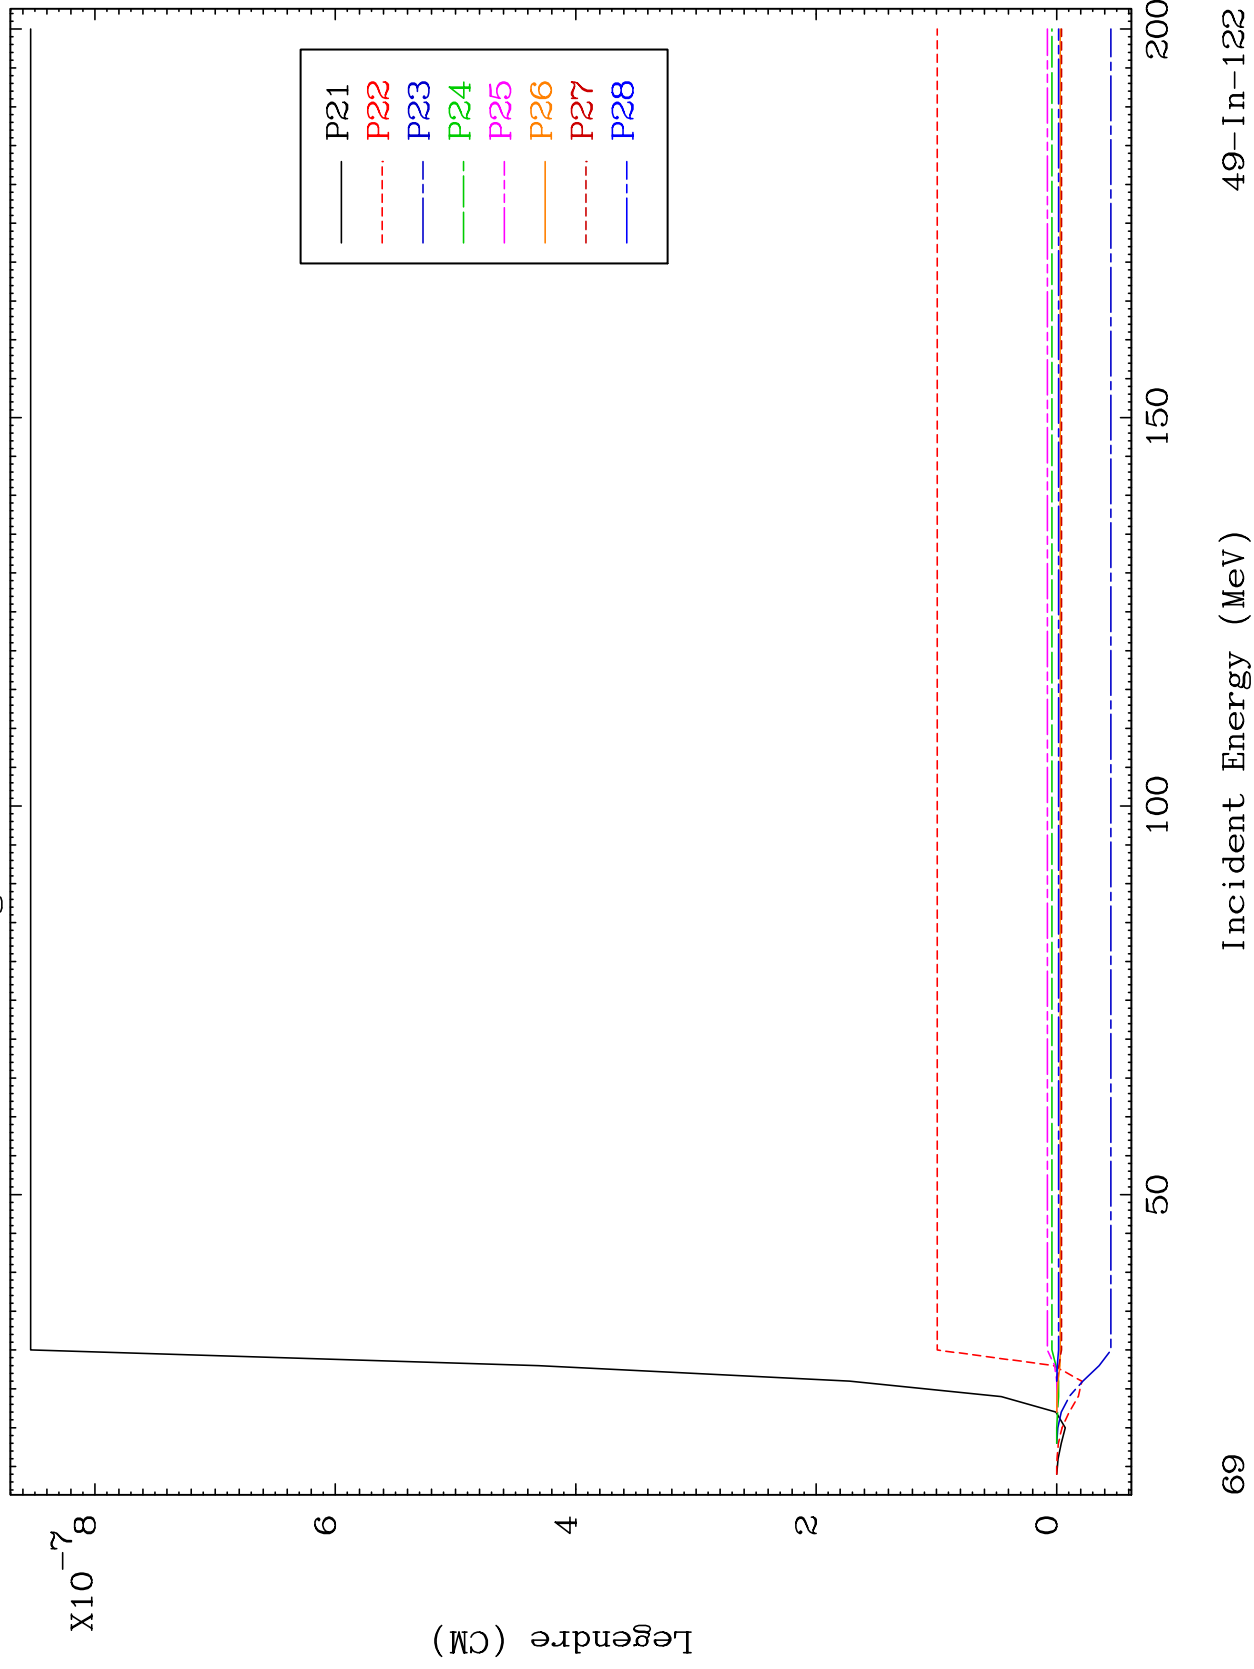 X10-7
8
6
4
2
0
Legendre (CM)
P21
P22
P23
P24
P25
P26
P27
P28
50
100
150
200
69
Incident Energy (MeV)
49-In-122